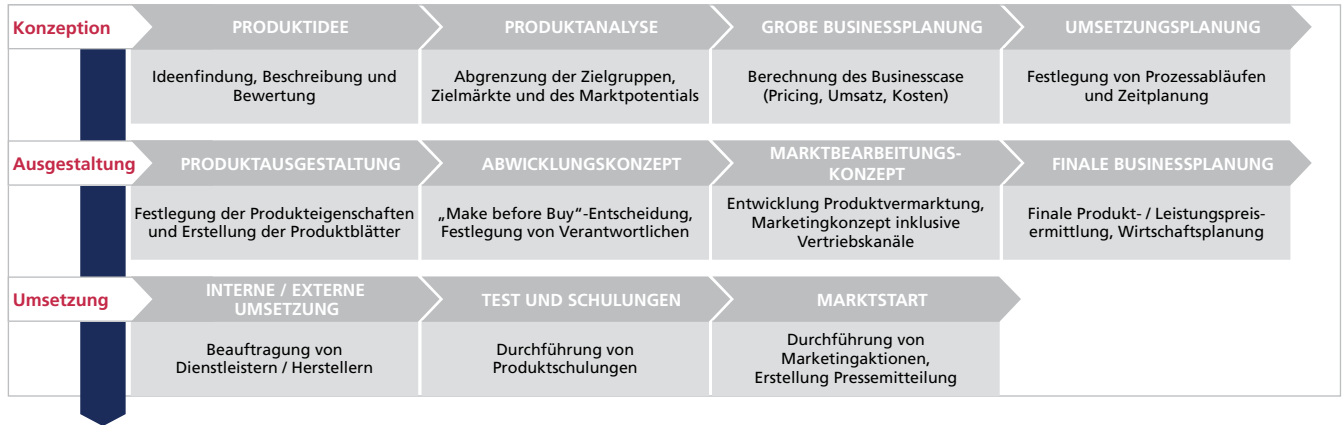 Konzeption
PRODUKTIDEE
PRODUKTANALYSE
GROBE BUSINESSPLANUNG
UMSETZUNGSPLANUNG
Ideenfindung, Beschreibung und
Bewertung
Abgrenzung der Zielgruppen,
Zielmärkte und des Marktpotentials
Berechnung des Businesscase
(Pricing, Umsatz, Kosten)
Festlegung von Prozessabläufen
und Zeitplanung
Ausgestaltung
PRODUKTAUSGESTALTUNG
ABWICKLUNGSKONZEPT
MARKTBEARBEITUNGS-
KONZEPT
FINALE BUSINESSPLANUNG
Festlegung der Produkteigenschaften
und Erstellung der Produktblätter
„Make before Buy“-Entscheidung,
Festlegung von Verantwortlichen
Entwicklung Produktvermarktung,
Marketingkonzept inklusive
Vertriebskanäle
Finale Produkt- / Leistungspreis-
ermittlung, Wirtschaftsplanung
Umsetzung
INTERNE / EXTERNE
UMSETZUNG
TEST UND SCHULUNGEN
MARKTSTART
Beauftragung von
Dienstleistern / Herstellern
Durchführung von
Produktschulungen
Durchführung von
Marketingaktionen,
Erstellung Pressemitteilung